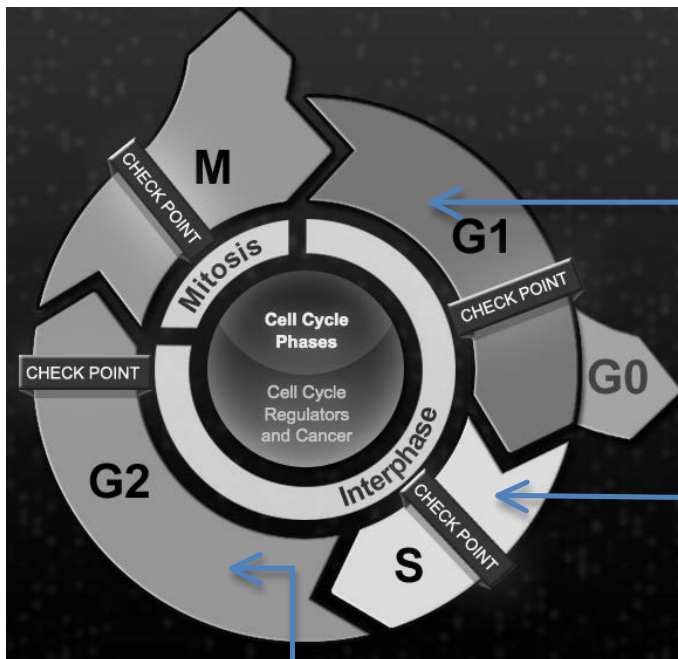 M
CHECK POINT
G1
Mitosis
CHECK POINT
Cell Cycle
Phases
CHECK POINT
G0
Cell Cycle
Regulators
and Cancer
G2
Interphase
CHECK POINT
S